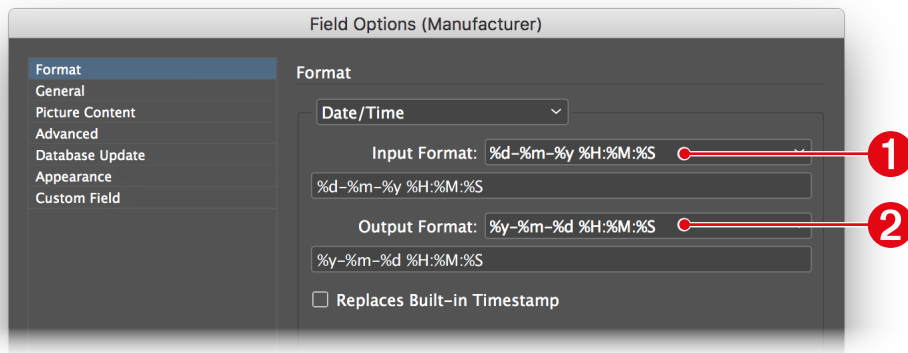 Field Options (Manufacturer)
Format
General
Picture Content
Advanced
Database Update
Appearance
Custom Field
Format
Date/Time
Input Format: %d-%m-%y %H:%M:%S
1
%d-%m-%y %H:%M:%S
Output Format: %y-%m-%d %H:%M:%S
2
%y-%m-%d %H:%M:%S
Replaces Built-in Timestamp